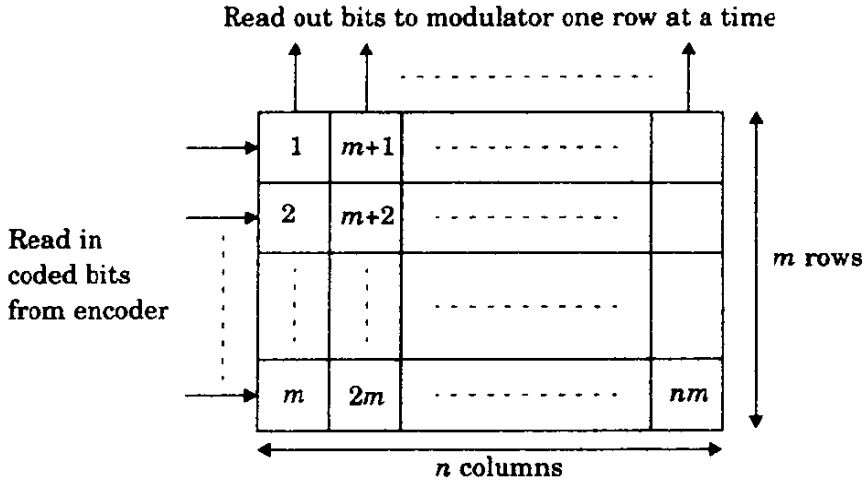 Read out bits to modulator one row at a time
1 m+1
2 m+2
Read in
coded bits
from encoder
m rows
m 2m nm
n columns